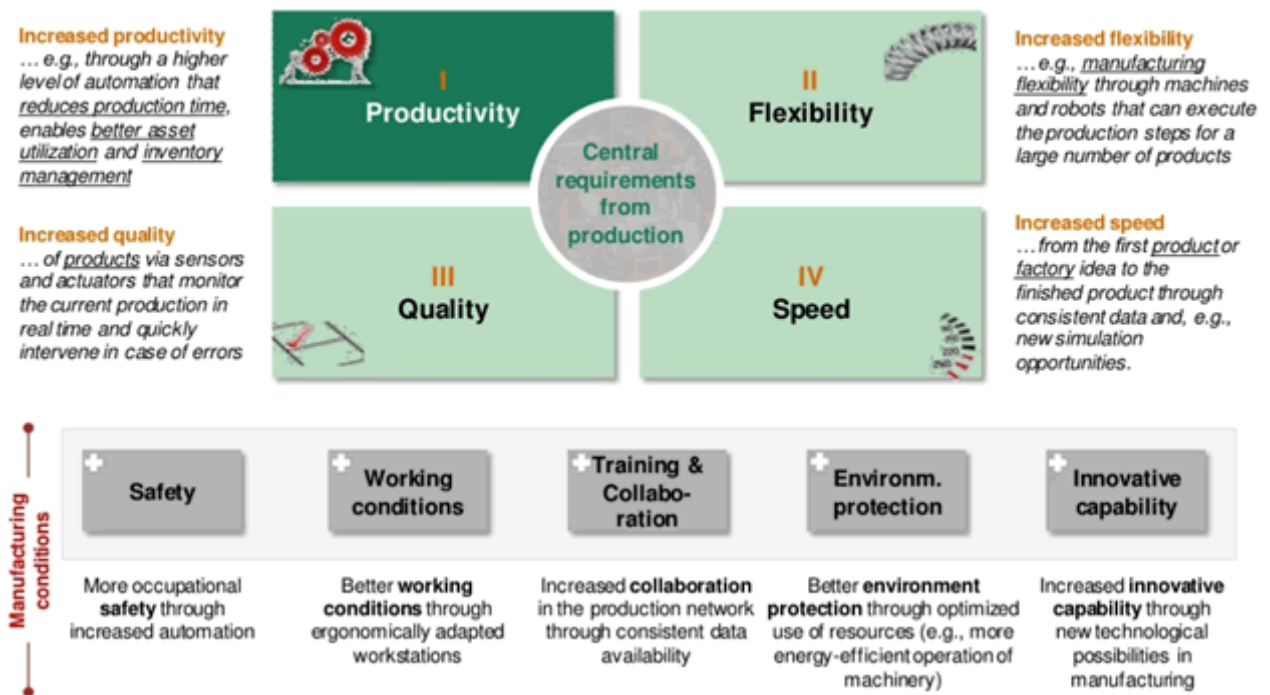 Increased productivity
… e.g., through a higher
level of automation that
reduces production time,
enables better asset
utilization and inventory
management
I
Productivity
II
Flexibility
Increased flexibility
… e.g., manufacturing
flexibility through machines
and robots that can execute
the production steps for a
large number of products
Central
requirements
from
production
Increased quality
… of products via sensors
and actuators that monitor
the current production in
real time and quickly
intervene in case of errors
III
Quality
IV
Speed
220
260
Increased speed
…from the first product or
factory idea to the
finished product through
consistent data and, e.g.,
new simulation
opportunities.
Manufacturing
conditions
Safety
Working
conditions
Training &
Collabo-
ration
Environm.
protection
Innovative
capability
More occupational
safety through
increased automation
Better working
conditions through
ergonomically adapted
workstations
Increased collaboration
in the production network
through consistent data
availability
Better environment
protection through optimized
use of resources (e.g., more
energy-efficient operation of
machinery)
Increased innovative
capability through
new technological
possibilities in
manufacturing